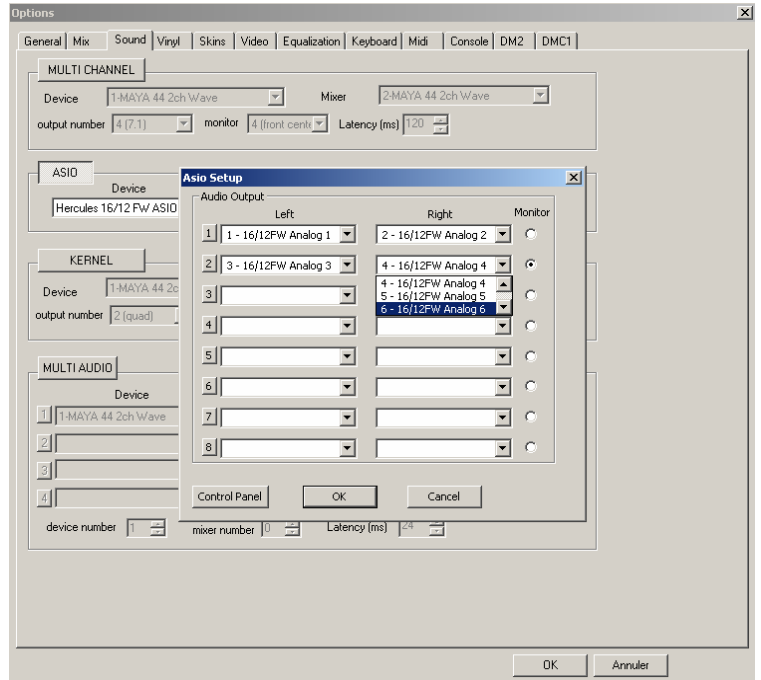 Options
General Mix Sound Vinyl Skins Video Equalization Keyboard Midi Console DM2 DMC1
MULTI CHANNEL
Device 1-MAYA 44 2ch Wave Mixer 2-MAYA 44 2ch Wave
output number 4 (7.1) monitor 4 (front cent Latency (ms) 120
ASIO
Device
Hercules 16/12 FW ASIO
KERNEL
Device 1-MAYA 44 2c
output number 2 (quad)
MULTI AUDIO
Device
1 1-MAYA 44 2ch Wave
2
3
4
device number 1 mixer number 0 Latency (ms) 24
Asio Setup
Audio Output
Left Right Monitor
1 1 - 16/12FW Analog 1 2 - 16/12FW Analog 2
2 3 - 16/12FW Analog 3 4 - 16/12FW Analog 4
4 - 16/12FW Analog 4
5 - 16/12FW Analog 5
6 - 16/12FW Analog 6
3
4
5
6
7
8
Control Panel OK Cancel
OK Annuler